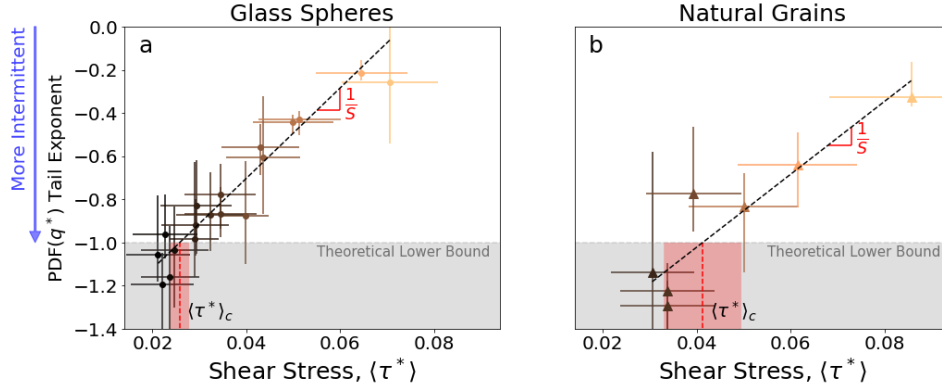 Glass Spheres
Natural Grains
More Intermittent
PDF(q*) Tail Exponent
a
b
0.0
−0.2
−0.4
−0.6
−0.8
−1.0
−1.2
−1.4
1/S
1/S
Theoretical Lower Bound
Theoretical Lower Bound
⟨τ*⟩c
⟨τ*⟩c
0.02 0.04 0.06 0.08
0.02 0.04 0.06 0.08
Shear Stress, ⟨τ*⟩
Shear Stress, ⟨τ*⟩